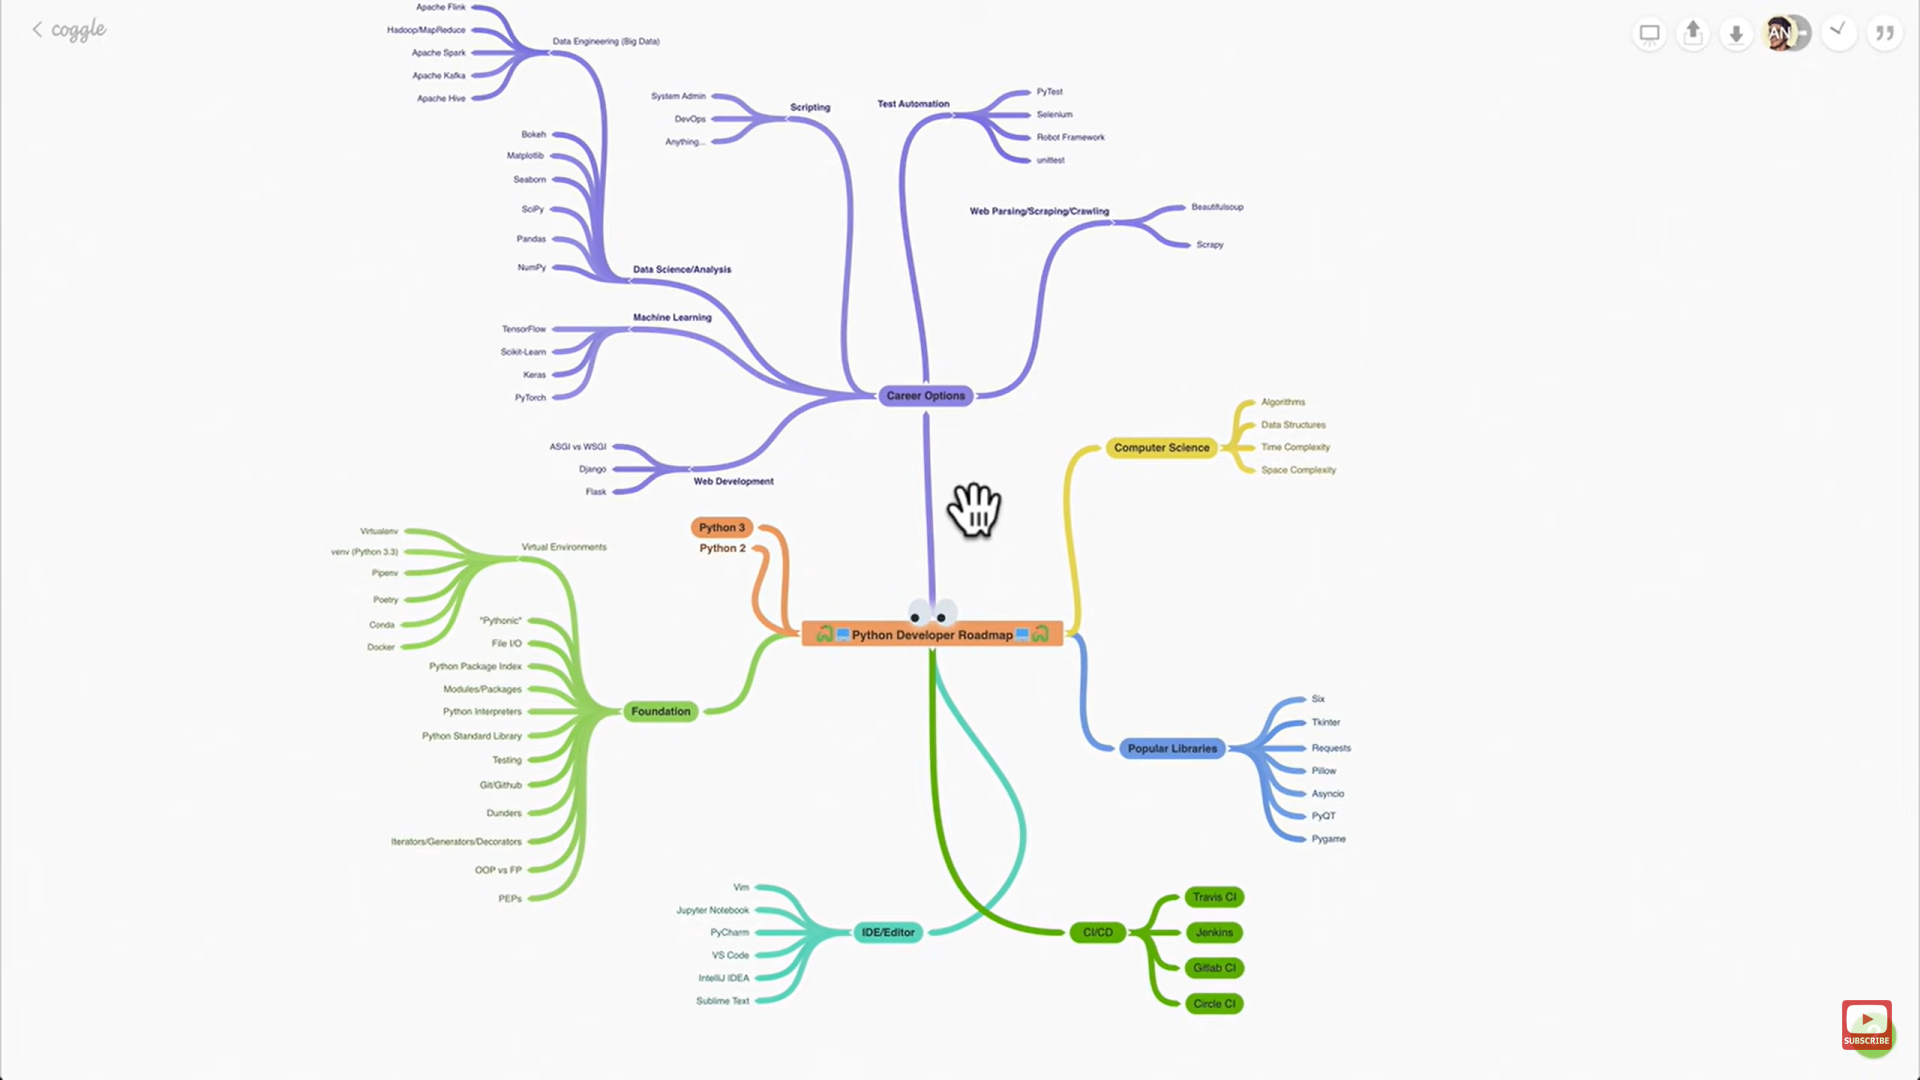 coggle
AN
Apache Flink
Hadoop/MapReduce
Apache Spark
Apache Kafka
Apache Hive
Data Engineering (Big Data)
System Admin
DevOps
Anything...
Scripting
Test Automation
PyTest
Selenium
Robot Framework
unittest
Bokeh
Matplotlib
Seaborn
SciPy
Pandas
NumPy
Data Science/Analysis
Web Parsing/Scraping/Crawling
Beautifulsoup
Scrapy
Machine Learning
TensorFlow
Scikit-Learn
Keras
PyTorch
Career Options
ASGI vs WSGI
Django
Flask
Web Development
Computer Science
Algorithms
Data Structures
Time Complexity
Space Complexity
Python 3
Python 2
Virtualenv
venv (Python 3.3)
Pipenv
Poetry
Conda
Docker
Virtual Environments
Python Developer Roadmap
"Pythonic"
File I/O
Python Package Index
Modules/Packages
Python Interpreters
Python Standard Library
Testing
Git/Github
Dunders
Iterators/Generators/Decorators
OOP vs FP
PEPs
Foundation
Popular Libraries
Six
Tkinter
Requests
Pillow
Asyncio
PyQT
Pygame
Vim
Jupyter Notebook
PyCharm
VS Code
IntelliJ IDEA
Sublime Text
IDE/Editor
CI/CD
Travis CI
Jenkins
Gitlab CI
Circle CI
SUBSCRIBE